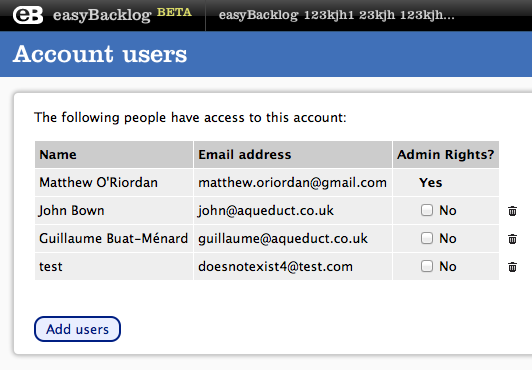 eB easyBacklog BETA easyBacklog 123kjh1 23kjh 123kjh...
Account users
The following people have access to this account:
Name Email address Admin Rights?
Matthew O'Riordan matthew.oriordan@gmail.com Yes
John Bown john@aqueduct.co.uk No
Guillaume Buat-Ménard guillaume@aqueduct.co.uk No
test doesnotexist4@test.com No
Add users